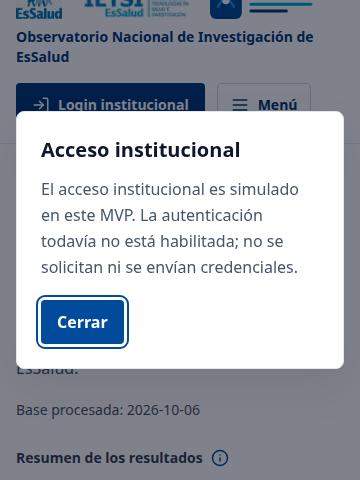 EsSalud
IETSI
EsSalud
Observatorio Nacional de Investigación de
EsSalud
Login institucional
Menú
Acceso institucional
El acceso institucional es simulado
en este MVP. La autenticación
todavía no está habilitada; no se
solicitan ni se envían credenciales.
Cerrar
EsSalud.
Base procesada: 2026-10-06
Resumen de los resultados